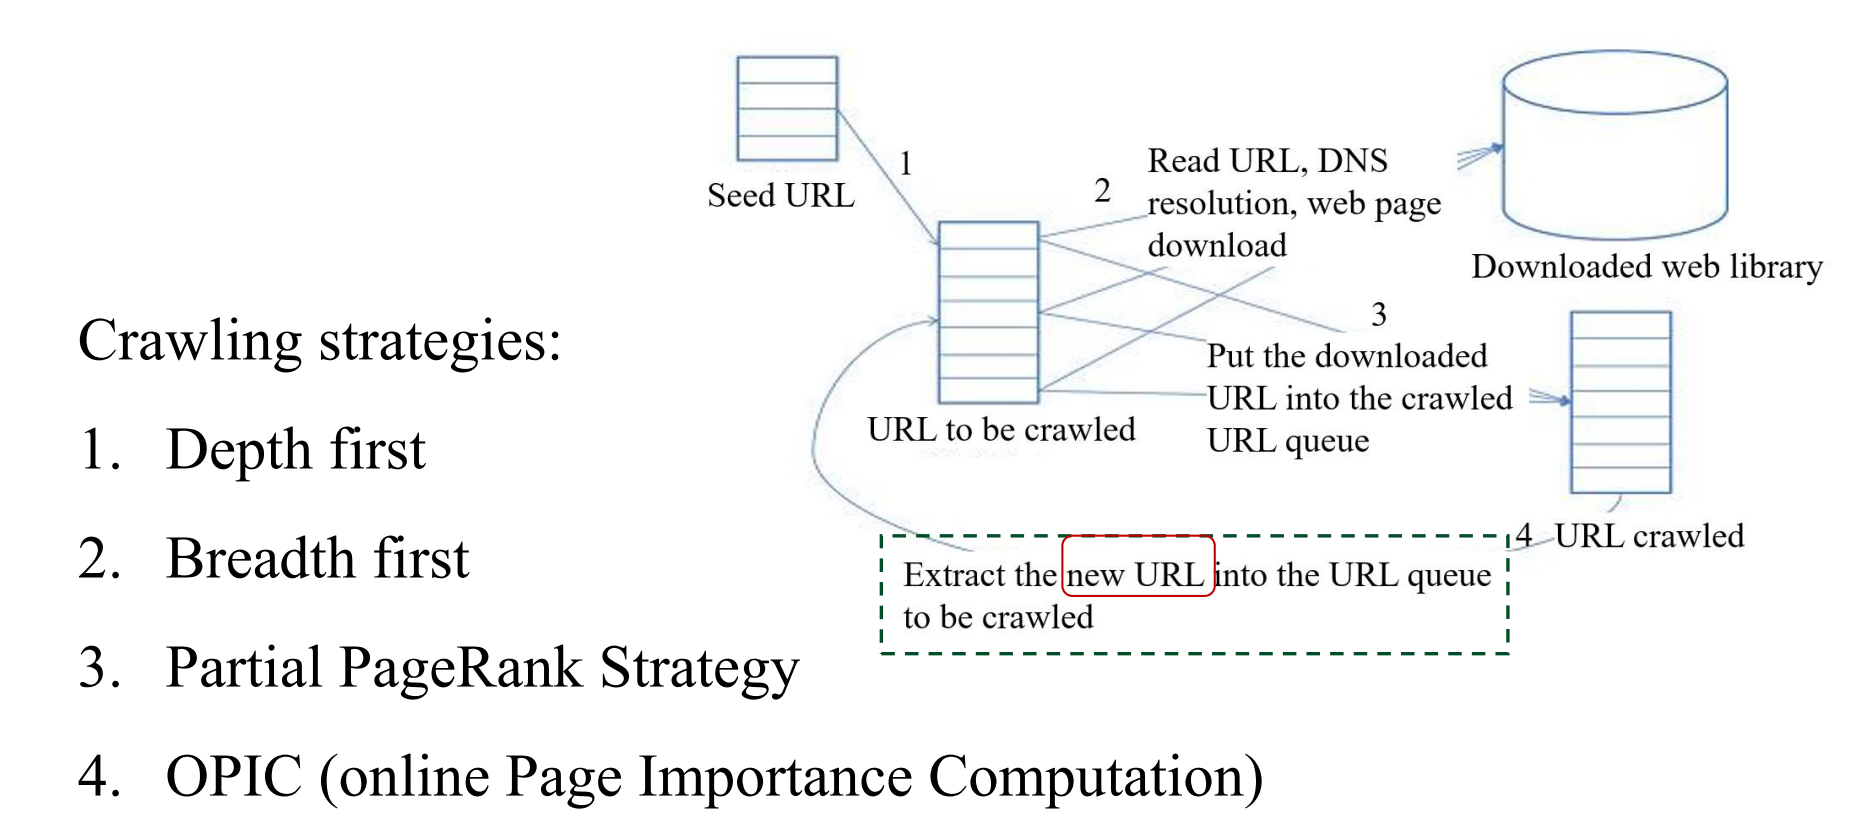 Seed URL
1
2
Read URL, DNS
resolution, web page
download
Downloaded web library
3
Put the downloaded
URL into the crawled
URL queue
URL to be crawled
4
URL crawled
Extract the new URL into the URL queue
to be crawled
Crawling strategies:
1. Depth first
2. Breadth first
3. Partial PageRank Strategy
4. OPIC (online Page Importance Computation)